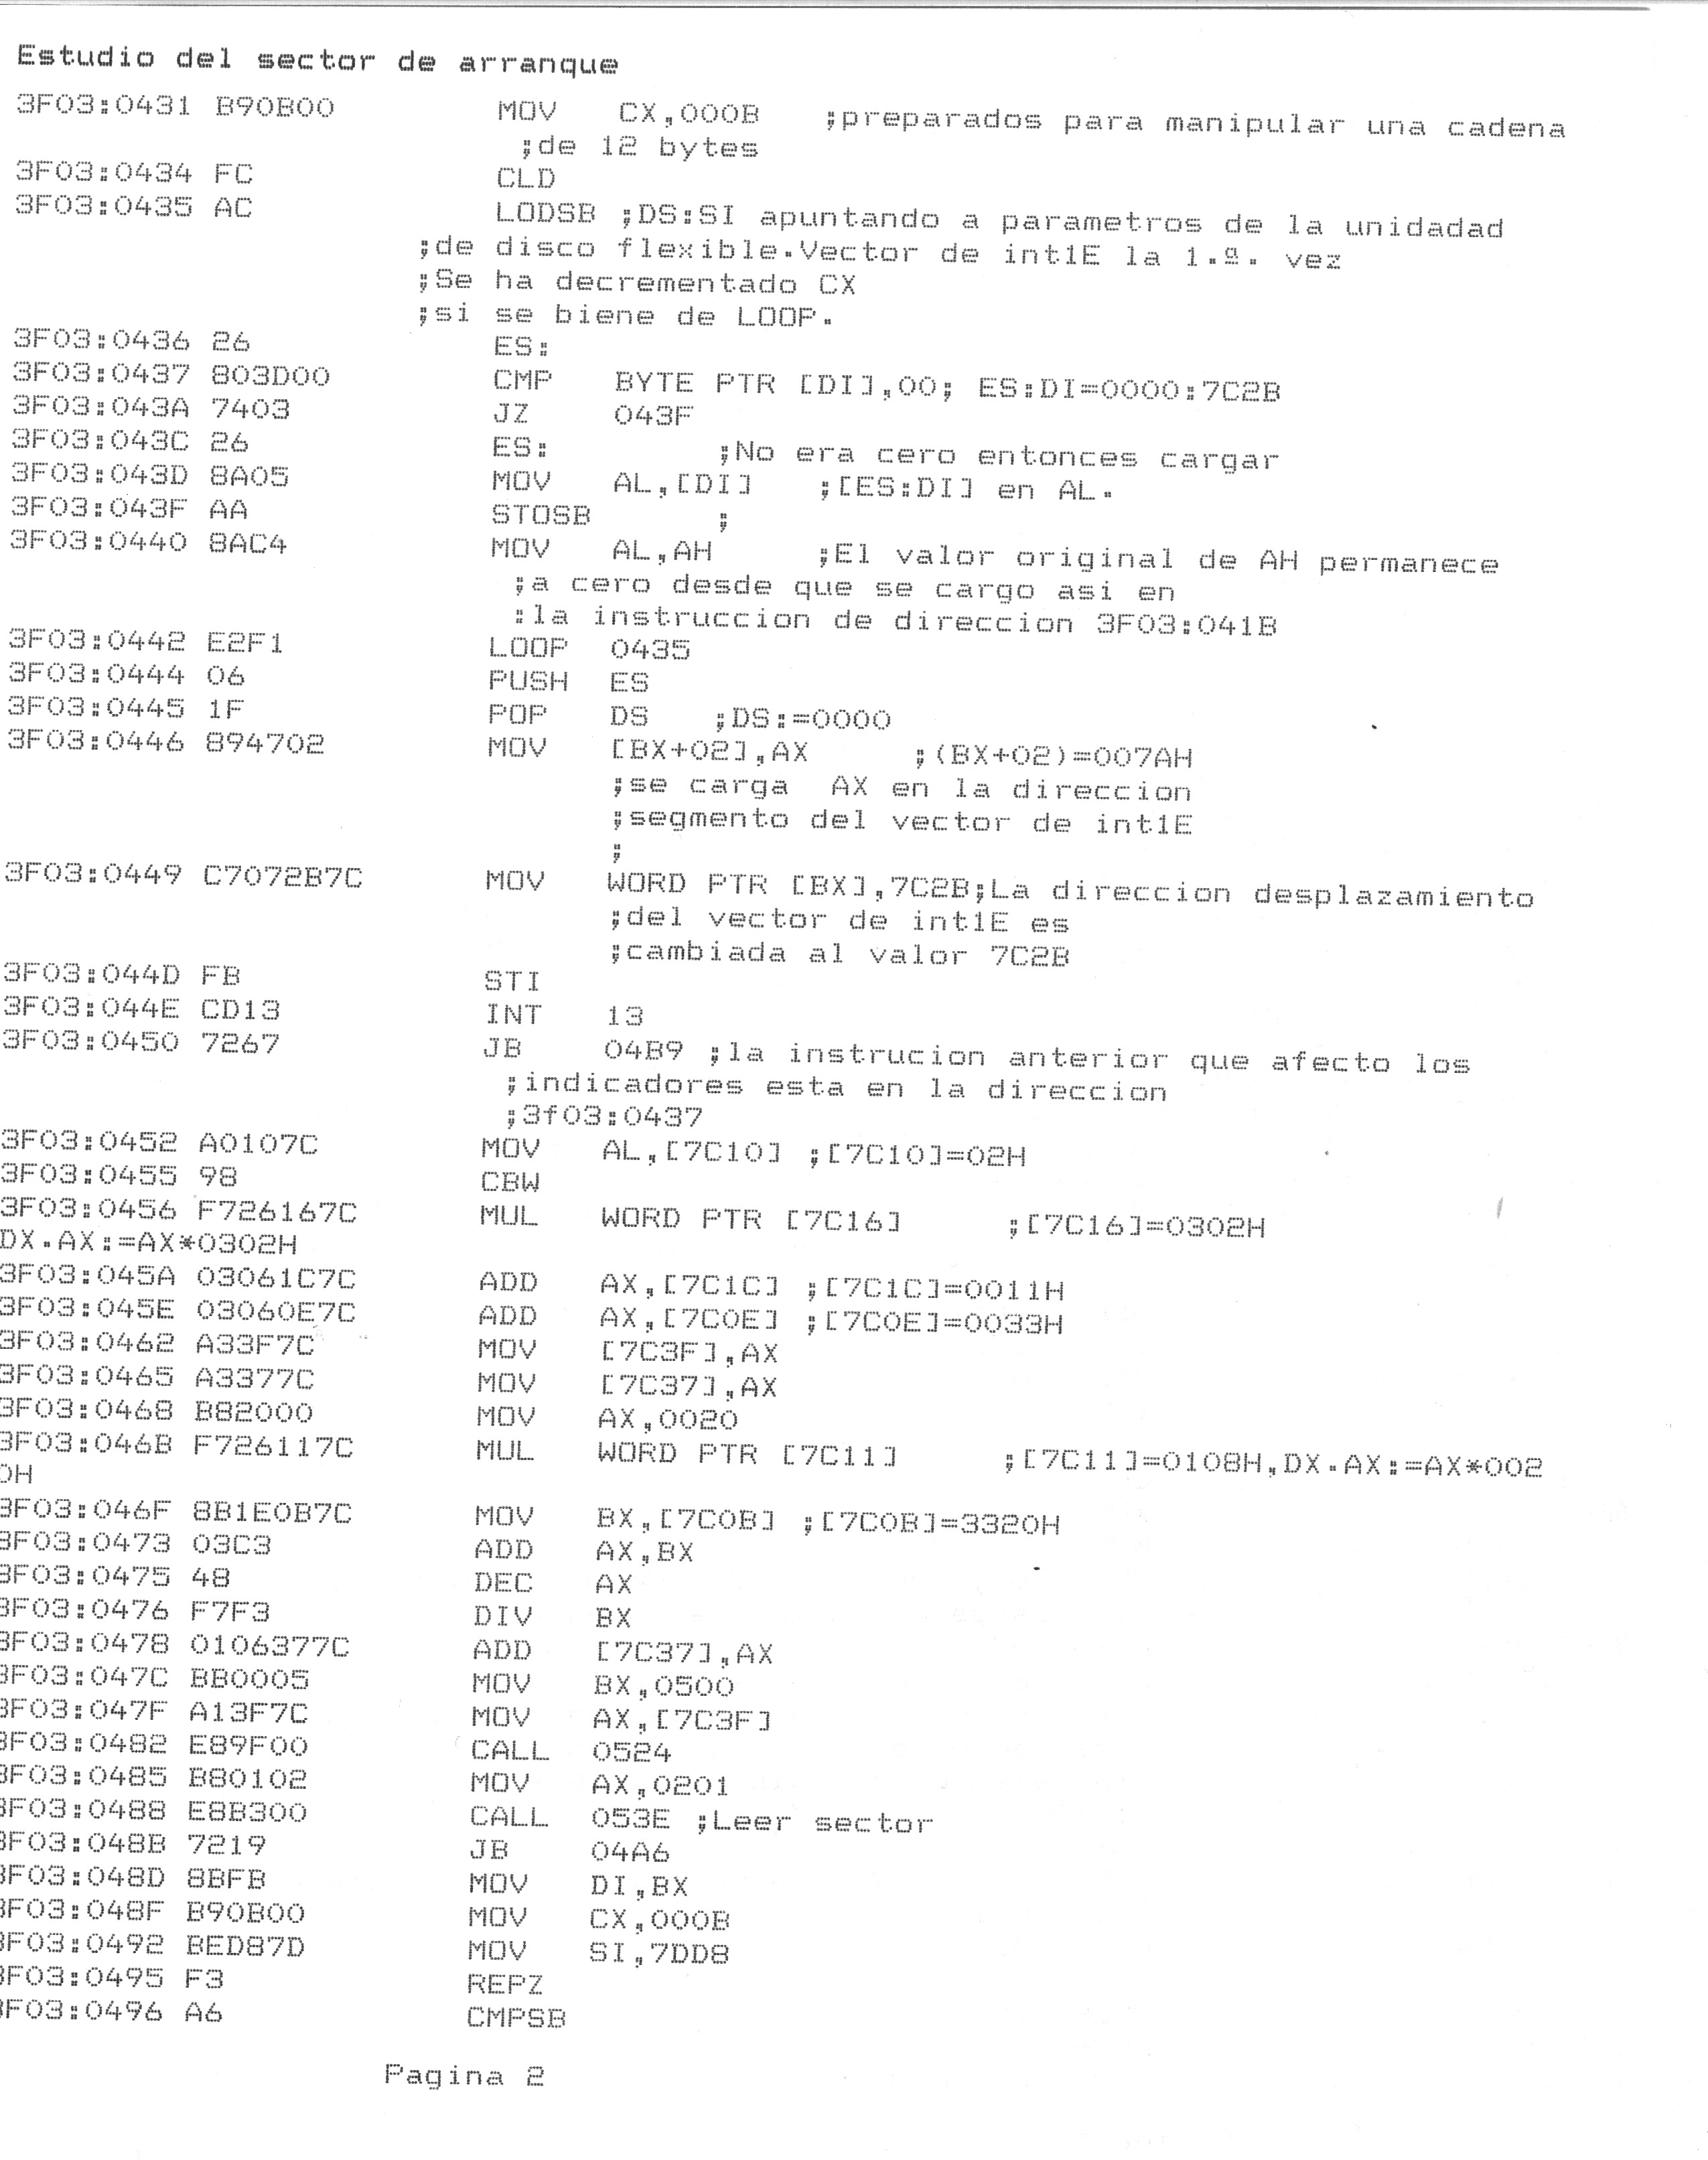 Estudio del sector de arranque
3F03:0431 B90B00 MOV CX,000B ;preparados para manipular una cadena
;de 12 bytes
3F03:0434 FC CLD
3F03:0435 AC LODSB ;DS:SI apuntando a parametros de la unidadad
;de disco flexible.Vector de int1E la 1.ª. vez
;Se ha decrementado CX
;si se biene de LOOP.
3F03:0436 26 ES:
3F03:0437 803D00 CMP BYTE PTR [DI],00; ES:DI=0000:7C2B
3F03:043A 7403 JZ 043F
3F03:043C 26 ES: ;No era cero entonces cargar
3F03:043D 8A05 MOV AL,[DI] ;[ES:DI] en AL.
3F03:043F AA STOSB ;
3F03:0440 8AC4 MOV AL,AH ;El valor original de AH permanece
;a cero desde que se cargo asi en
:la instruccion de direccion 3F03:041B
3F03:0442 E2F1 LOOP 0435
3F03:0444 06 PUSH ES
3F03:0445 1F POP DS ;DS:=0000
3F03:0446 894702 MOV [BX+02],AX ;(BX+02)=007AH
;se carga AX en la direccion
;segmento del vector de int1E
;
3F03:0449 C7072B7C MOV WORD PTR [BX],7C2B;La direccion desplazamiento
;del vector de int1E es
;cambiada al valor 7C2B
3F03:044D FB STI
3F03:044E CD13 INT 13
3F03:0450 7267 JB 04B9 ;la instrucion anterior que afecto los
;indicadores esta en la direccion
;3f03:0437
3F03:0452 A0107C MOV AL,[7C10] ;[7C10]=02H
3F03:0455 98 CBW
3F03:0456 F726167C MUL WORD PTR [7C16] ;[7C16]=0302H
DX.AX:=AX*0302H
3F03:045A 03061C7C ADD AX,[7C1C] ;[7C1C]=0011H
3F03:045E 03060E7C ADD AX,[7C0E] ;[7C0E]=0033H
3F03:0462 A33F7C MOV [7C3F],AX
3F03:0465 A3377C MOV [7C37],AX
3F03:0468 B82000 MOV AX,0020
3F03:046B F726117C MUL WORD PTR [7C11] ;[7C11]=0108H,DX.AX:=AX*002
0H
3F03:046F 8B1E0B7C MOV BX,[7C0B] ;[7C0B]=3320H
3F03:0473 03C3 ADD AX,BX
3F03:0475 48 DEC AX
3F03:0476 F7F3 DIV BX
3F03:0478 0106377C ADD [7C37],AX
3F03:047C BB0005 MOV BX,0500
3F03:047F A13F7C MOV AX,[7C3F]
3F03:0482 E89F00 CALL 0524
3F03:0485 B80102 MOV AX,0201
3F03:0488 E8B300 CALL 053E ;Leer sector
3F03:048B 7219 JB 04A6
3F03:048D 8BFB MOV DI,BX
3F03:048F B90B00 MOV CX,000B
3F03:0492 BED87D MOV SI,7DD8
3F03:0495 F3 REPZ
3F03:0496 A6 CMPSB
Pagina 2